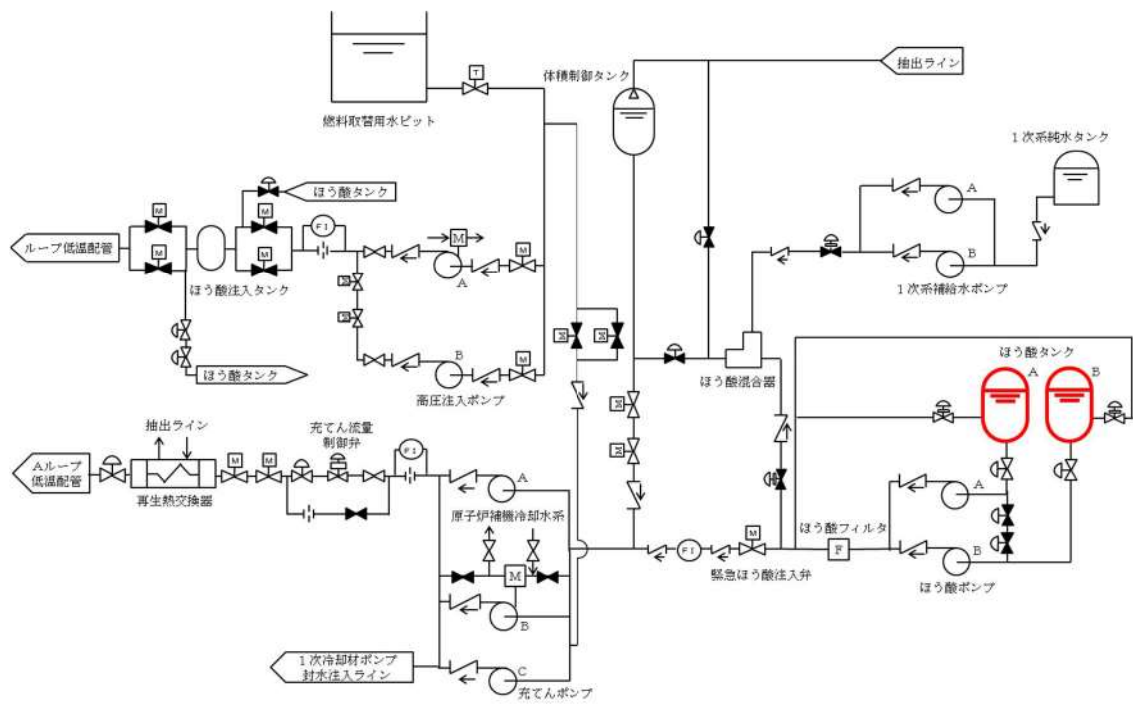 抽出ライン
体積制御タンク
T
燃料取替用水ピット
1次系純水タンク
ほう酸タンク
M
M
FI
M
A
ループ低温配管
M
M
M
A
B
ほう酸注入タンク
1次系補給水ポンプ
M
M
M
M
ほう酸タンク
B
M
高圧注入ポンプ
ほう酸混合器
ほう酸タンク
A
B
M
M
抽出ライン
充てん流量
制御弁
FI
Aループ
低温配管
M
M
A
再生熱交換器
原子炉補機冷却水系
M
FI
M
緊急ほう酸注入弁
ほう酸フィルタ
F
A
B
ほう酸ポンプ
B
1次冷却材ポンプ
封水注入ライン
C
充てんポンプ